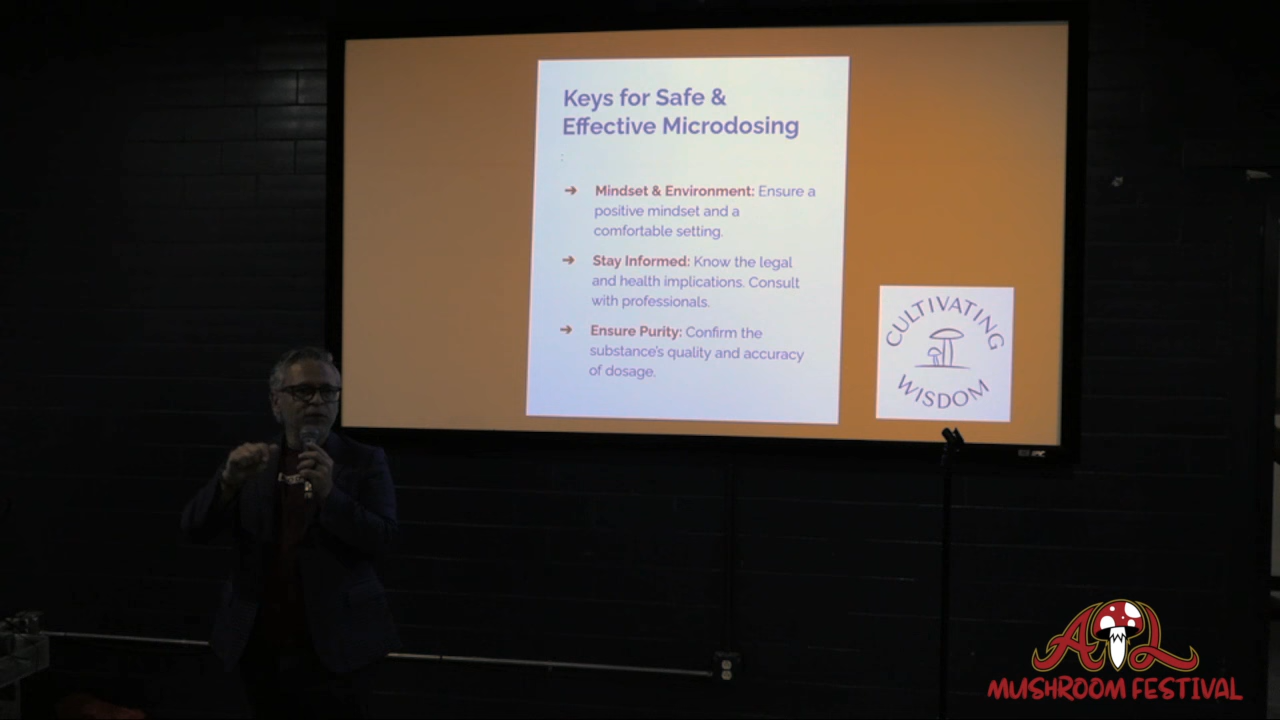 Keys for Safe &
Effective Microdosing
:
➔ Mindset & Environment: Ensure a
positive mindset and a
comfortable setting.
➔ Stay Informed: Know the legal
and health implications. Consult
with professionals.
➔ Ensure Purity: Confirm the
substance's quality and accuracy
of dosage.
CULTIVATING
WISDOM
ATL
MUSHROOM FESTIVAL